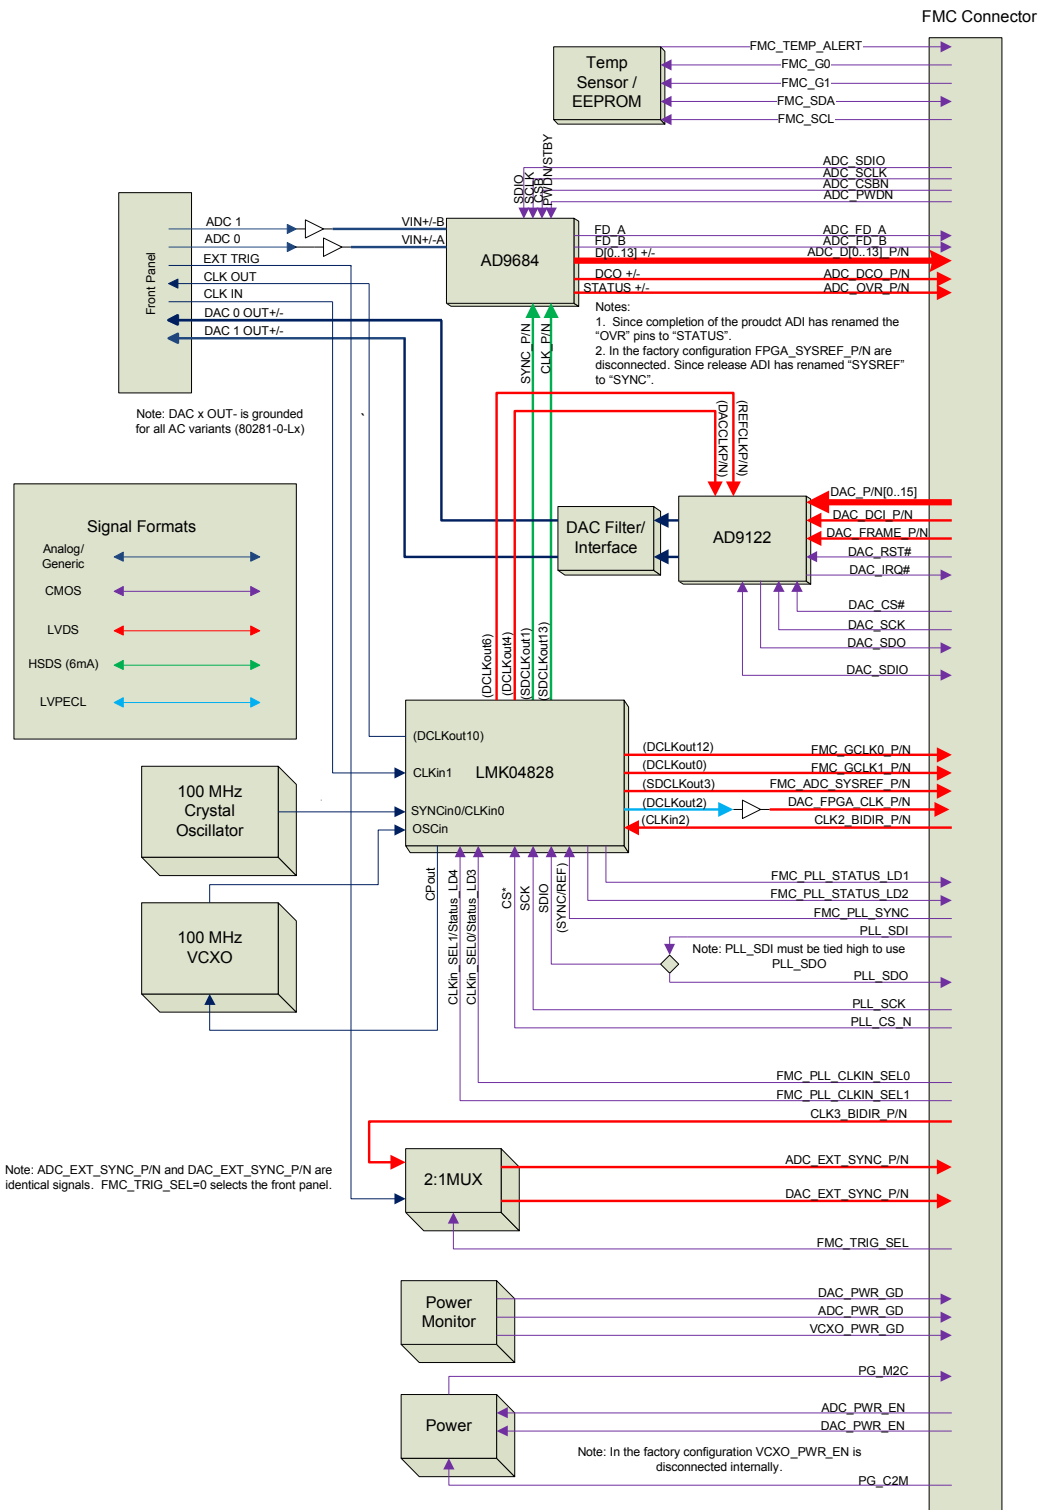 FMC Connector
Temp
Sensor /
EEPROM
FMC_TEMP_ALERT
FMC_G0
FMC_G1
FMC_SDA
FMC_SCL
SDIO
SCLK
CSB
PWDN/STBY
ADC_SDIO
ADC_SCLK
ADC_CSBN
ADC_PWDN
Front Panel
ADC 1
ADC 0
EXT TRIG
CLK OUT
CLK IN
DAC 0 OUT+/-
DAC 1 OUT+/-
VIN+/-B
VIN+/-A
AD9684
FD_A
FD_B
D[0..13] +/-
DCO +/-
STATUS +/-
ADC_FD_A
ADC_FD_B
ADC_D[0..13]_P/N
ADC_DCO_P/N
ADC_OVR_P/N
Notes:
1. Since completion of the proudct ADI has renamed the
“OVR” pins to “STATUS”.
2. In the factory configuration FPGA_SYSREF_P/N are
disconnected. Since release ADI has renamed “SYSREF”
to “SYNC”.
SYNC_P/N
CLK_P/N
Note: DAC x OUT- is grounded
for all AC variants (80281-0-Lx)
(DACCLKP/N)
(REFCLKP/N)
Signal Formats
Analog/
Generic
CMOS
LVDS
HSDS (6mA)
LVPECL
DAC Filter/
Interface
AD9122
DAC_P/N[0..15]
DAC_DCI_P/N
DAC_FRAME_P/N
DAC_RST#
DAC_IRQ#
DAC_CS#
DAC_SCK
DAC_SDO
DAC_SDIO
(DCLKout6)
(DCLKout4)
(SDCLKout1)
(SDCLKout13)
(DCLKout10)
CLKin1
LMK04828
SYNCin0/CLKin0
OSCin
(DCLKout12)
(DCLKout0)
(SDCLKout3)
(DCLKout2)
(CLKin2)
FMC_GCLK0_P/N
FMC_GCLK1_P/N
FMC_ADC_SYSREF_P/N
DAC_FPGA_CLK_P/N
CLK2_BIDIR_P/N
100 MHz
Crystal
Oscillator
100 MHz
VCXO
CPout
CLKin_SEL1/Status_LD4
CLKin_SEL0/Status_LD3
CS*
SCK
SDIO
(SYNC/REF)
FMC_PLL_STATUS_LD1
FMC_PLL_STATUS_LD2
FMC_PLL_SYNC
PLL_SDI
Note: PLL_SDI must be tied high to use
PLL_SDO
PLL_SDO
PLL_SCK
PLL_CS_N
FMC_PLL_CLKIN_SEL0
FMC_PLL_CLKIN_SEL1
CLK3_BIDIR_P/N
Note: ADC_EXT_SYNC_P/N and DAC_EXT_SYNC_P/N are
identical signals. FMC_TRIG_SEL=0 selects the front panel.
2:1MUX
ADC_EXT_SYNC_P/N
DAC_EXT_SYNC_P/N
FMC_TRIG_SEL
Power
Monitor
DAC_PWR_GD
ADC_PWR_GD
VCXO_PWR_GD
PG_M2C
Power
ADC_PWR_EN
DAC_PWR_EN
Note: In the factory configuration VCXO_PWR_EN is
disconnected internally.
PG_C2M